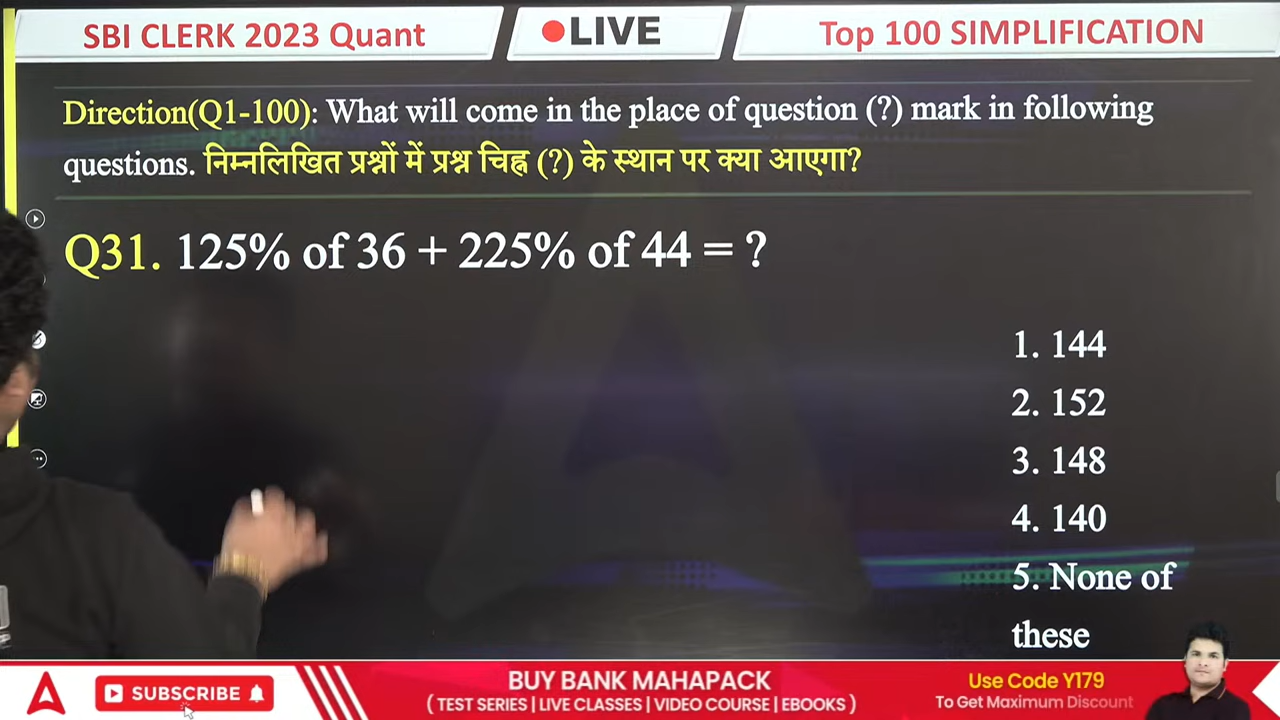 SBI CLERK 2023 Quant
LIVE
Top 100 SIMPLIFICATION
Direction(Q1-100): What will come in the place of question (?) mark in following
questions. निम्नलिखित प्रश्नों में प्रश्न चिह्न (?) के स्थान पर क्या आएगा?
Q31. 125% of 36 + 225% of 44 = ?
1. 144
2. 152
3. 148
4. 140
5. None of
these
SUBSCRIBE
BUY BANK MAHAPACK
( TEST SERIES | LIVE CLASSES | VIDEO COURSE | EBOOKS )
Use Code Y179
To Get Maximum Discount